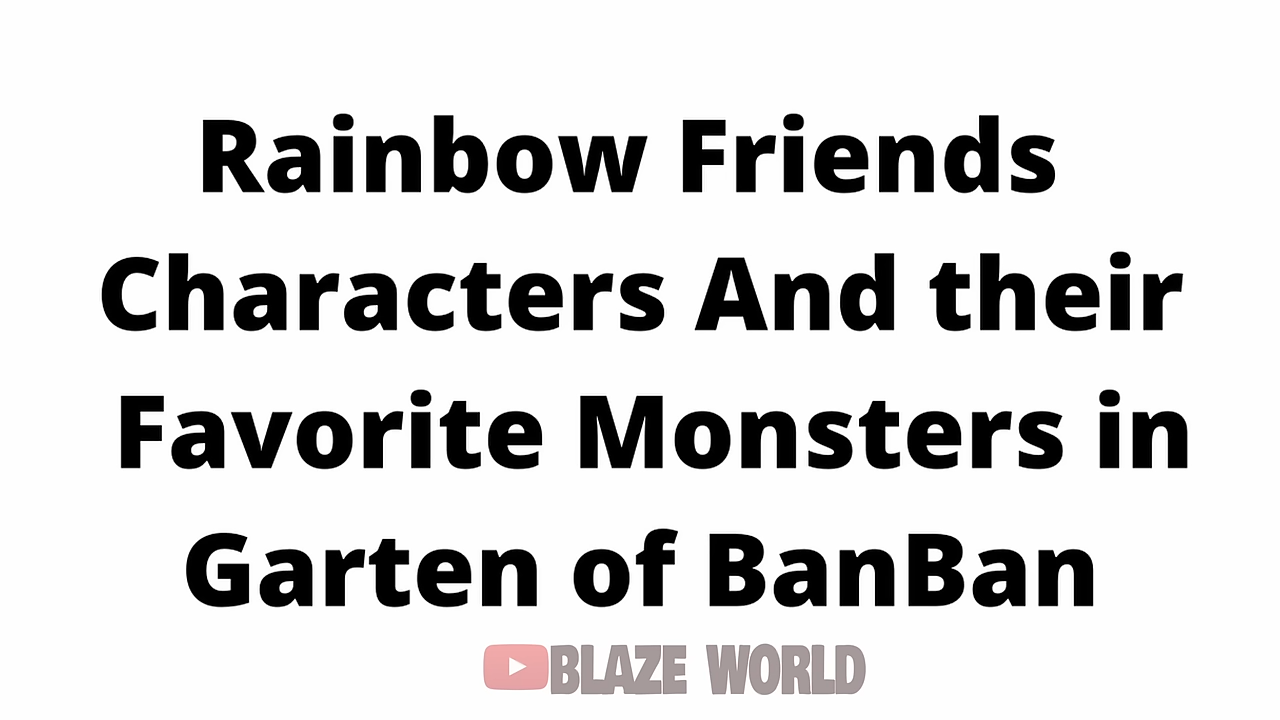 Rainbow Friends
Characters And their
Favorite Monsters in
Garten of BanBan
BLAZE WORLD